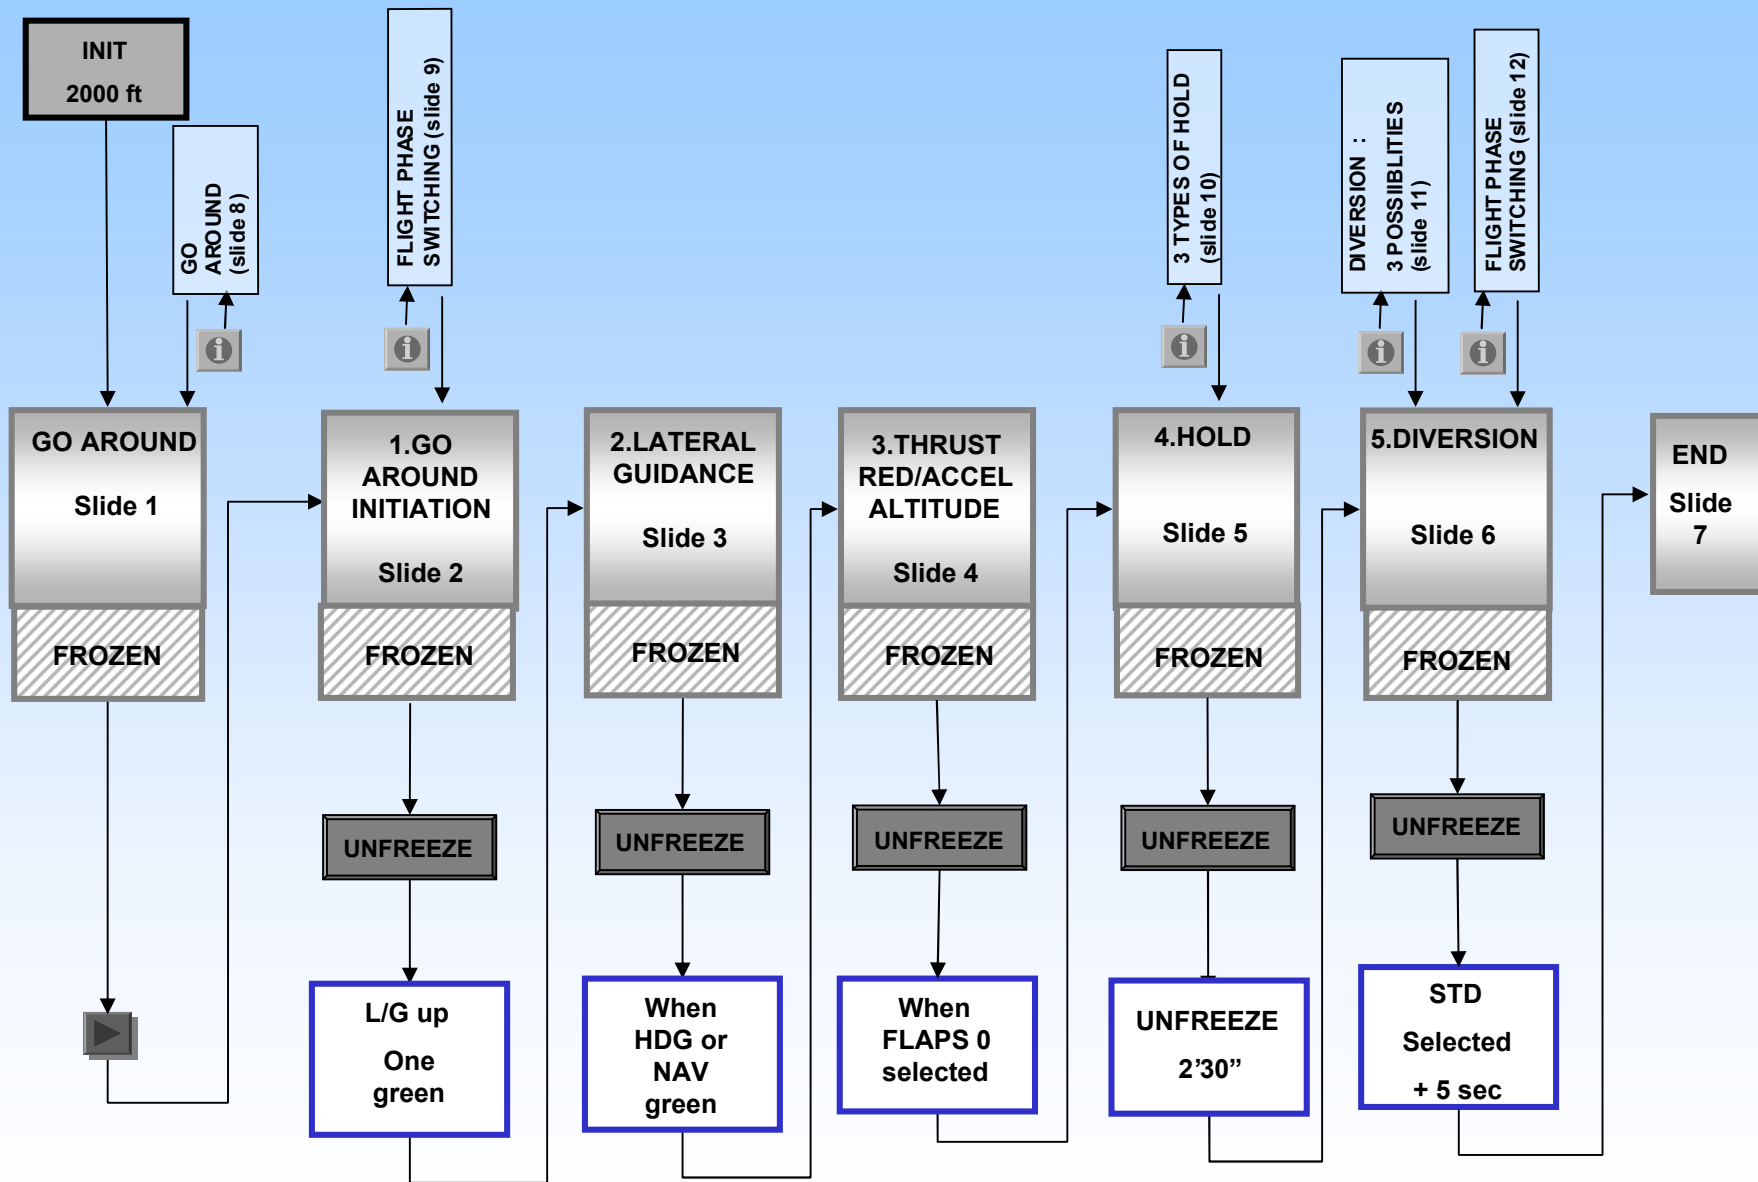 INIT
2000 ft
GO
AROUND
(slide 8)
FLIGHT PHASE
SWITCHING (slide 9)
3 TYPES OF HOLD
(slide 10)
DIVERSION :
3 POSSIIBLITIES
(slide 11)
FLIGHT PHASE
SWITCHING (slide 12)
GO AROUND
Slide 1
FROZEN
1.GO
AROUND
INITIATION
Slide 2
FROZEN
UNFREEZE
L/G up
One
green
2.LATERAL
GUIDANCE
Slide 3
FROZEN
UNFREEZE
When
HDG or
NAV
green
3.THRUST
RED/ACCEL
ALTITUDE
Slide 4
FROZEN
UNFREEZE
When
FLAPS 0
selected
4.HOLD
Slide 5
FROZEN
UNFREEZE
UNFREEZE
2’30”
5.DIVERSION
Slide 6
FROZEN
UNFREEZE
STD
Selected
+ 5 sec
END
Slide
7